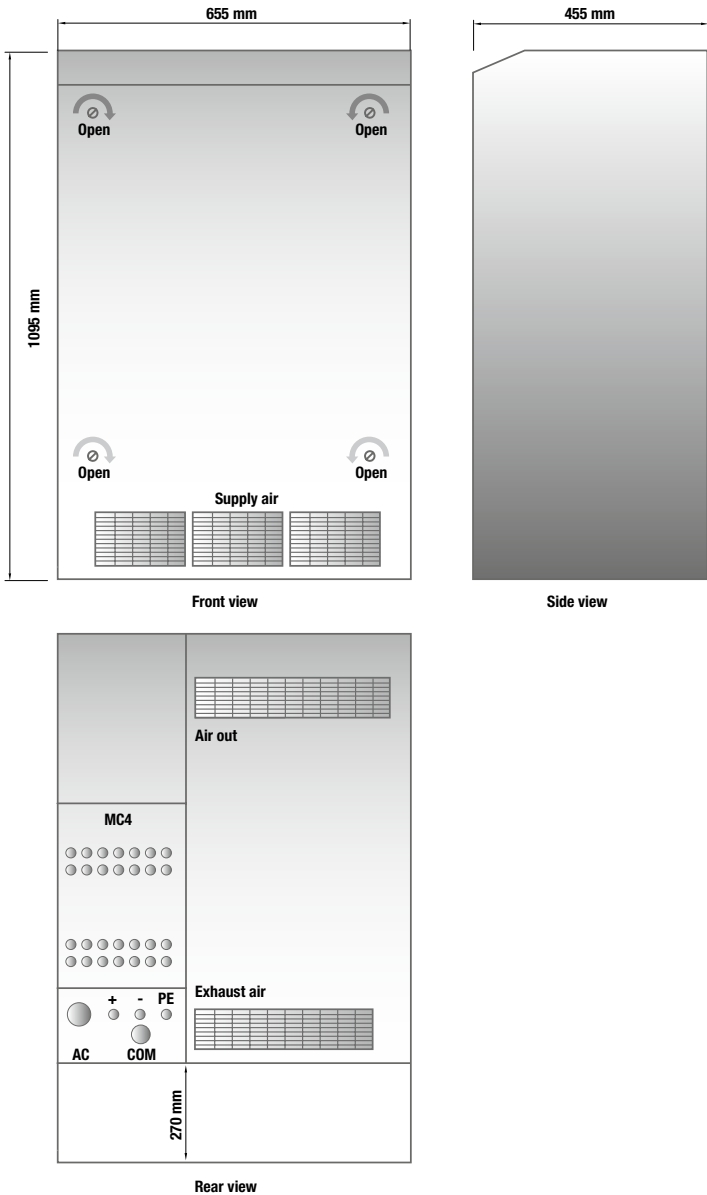 655 mm
455 mm
Open
Open
1095 mm
Open
Open
Supply air
Front view
Side view
Air out
MC4
Exhaust air
+ - PE
AC
COM
270 mm
Rear view